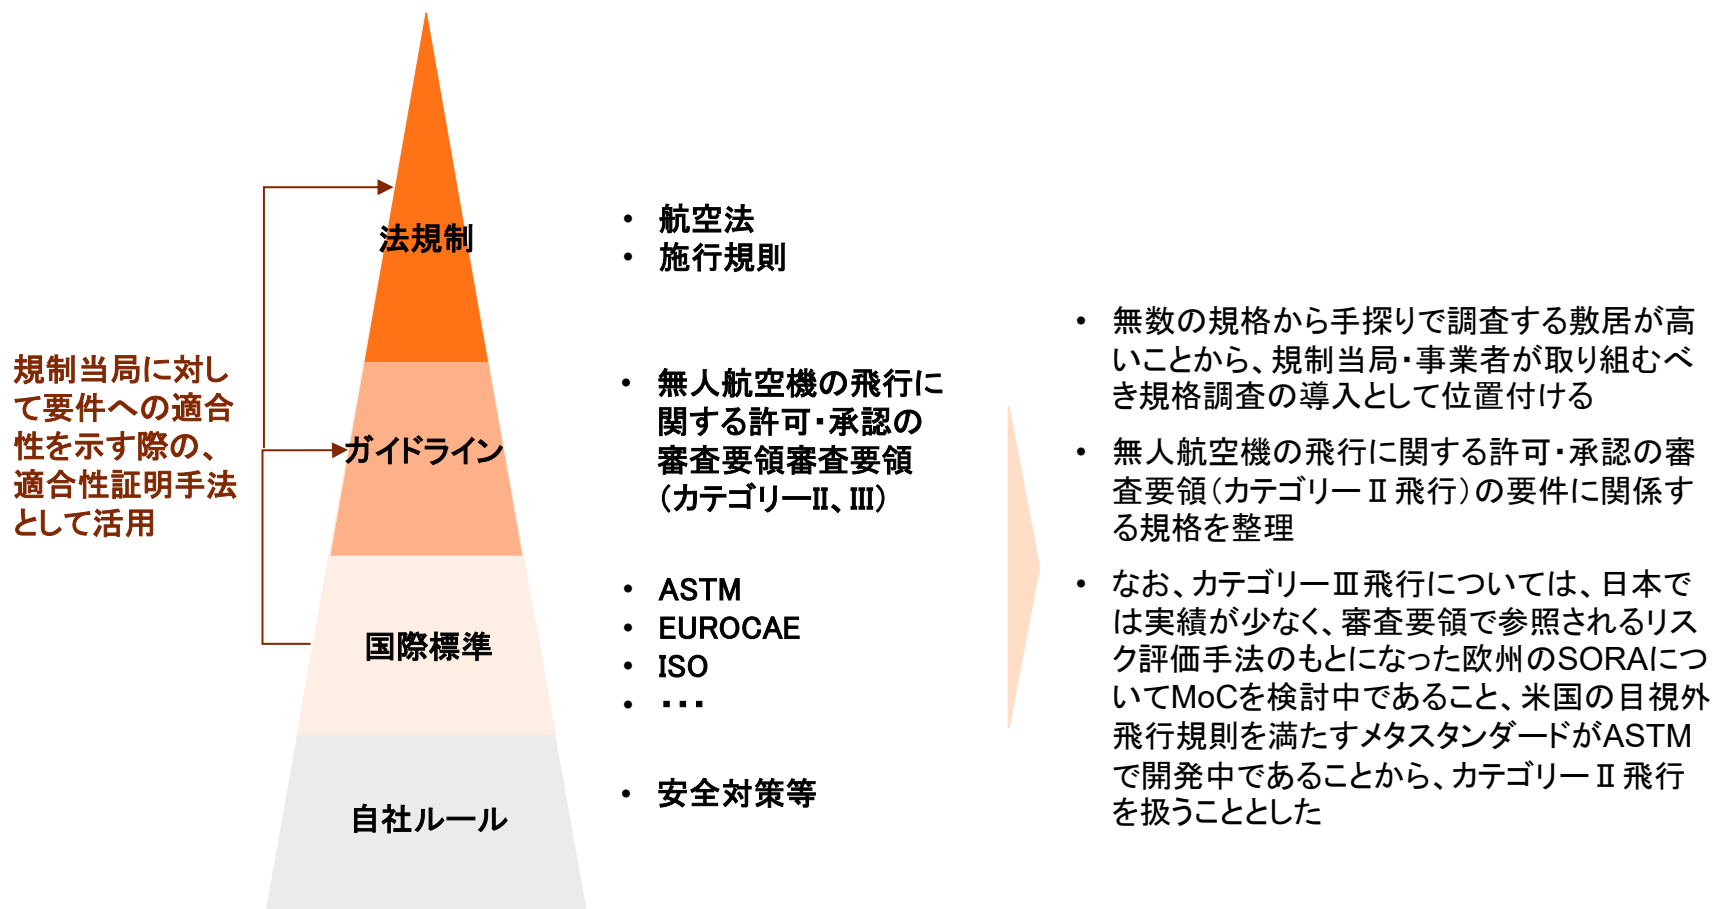 規制当局に対し
て要件への適合
性を示す際の、
適合性証明手法
として活用
法規制
ガイドライン
国際標準
自社ルール
• 航空法
• 施行規則
• 無人航空機の飛行に
関する許可・承認の
審査要領審査要領
（カテゴリーⅡ、Ⅲ）
• ASTM
• EUROCAE
• ISO
• ・・・
• 安全対策等
• 無数の規格から手探りで調査する敷居が高
いことから、規制当局・事業者が取り組むべ
き規格調査の導入として位置付ける
• 無人航空機の飛行に関する許可・承認の審
査要領（カテゴリーⅡ飛行）の要件に関係す
る規格を整理
• なお、カテゴリーⅢ飛行については、日本で
は実績が少なく、審査要領で参照されるリス
ク評価手法のもとになった欧州のSORAにつ
いてMoCを検討中であること、米国の目視外
飛行規則を満たすメタスタンダードがASTM
で開発中であることから、カテゴリーⅡ飛行
を扱うこととした